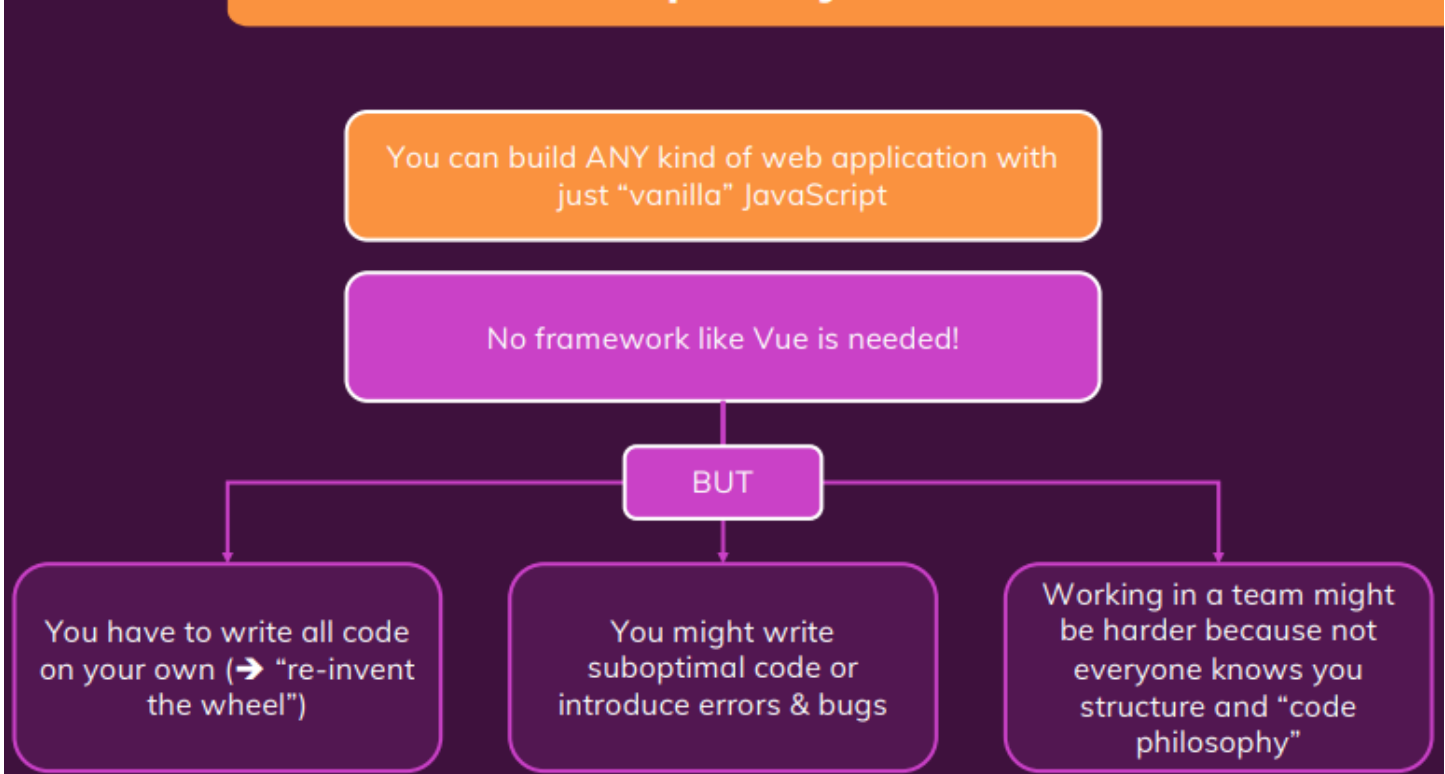 You can build ANY kind of web application with
just “vanilla” JavaScript
No framework like Vue is needed!
BUT
You have to write all code
on your own (➔ “re-invent
the wheel”)
You might write
suboptimal code or
introduce errors & bugs
Working in a team might
be harder because not
everyone knows you
structure and “code
philosophy”